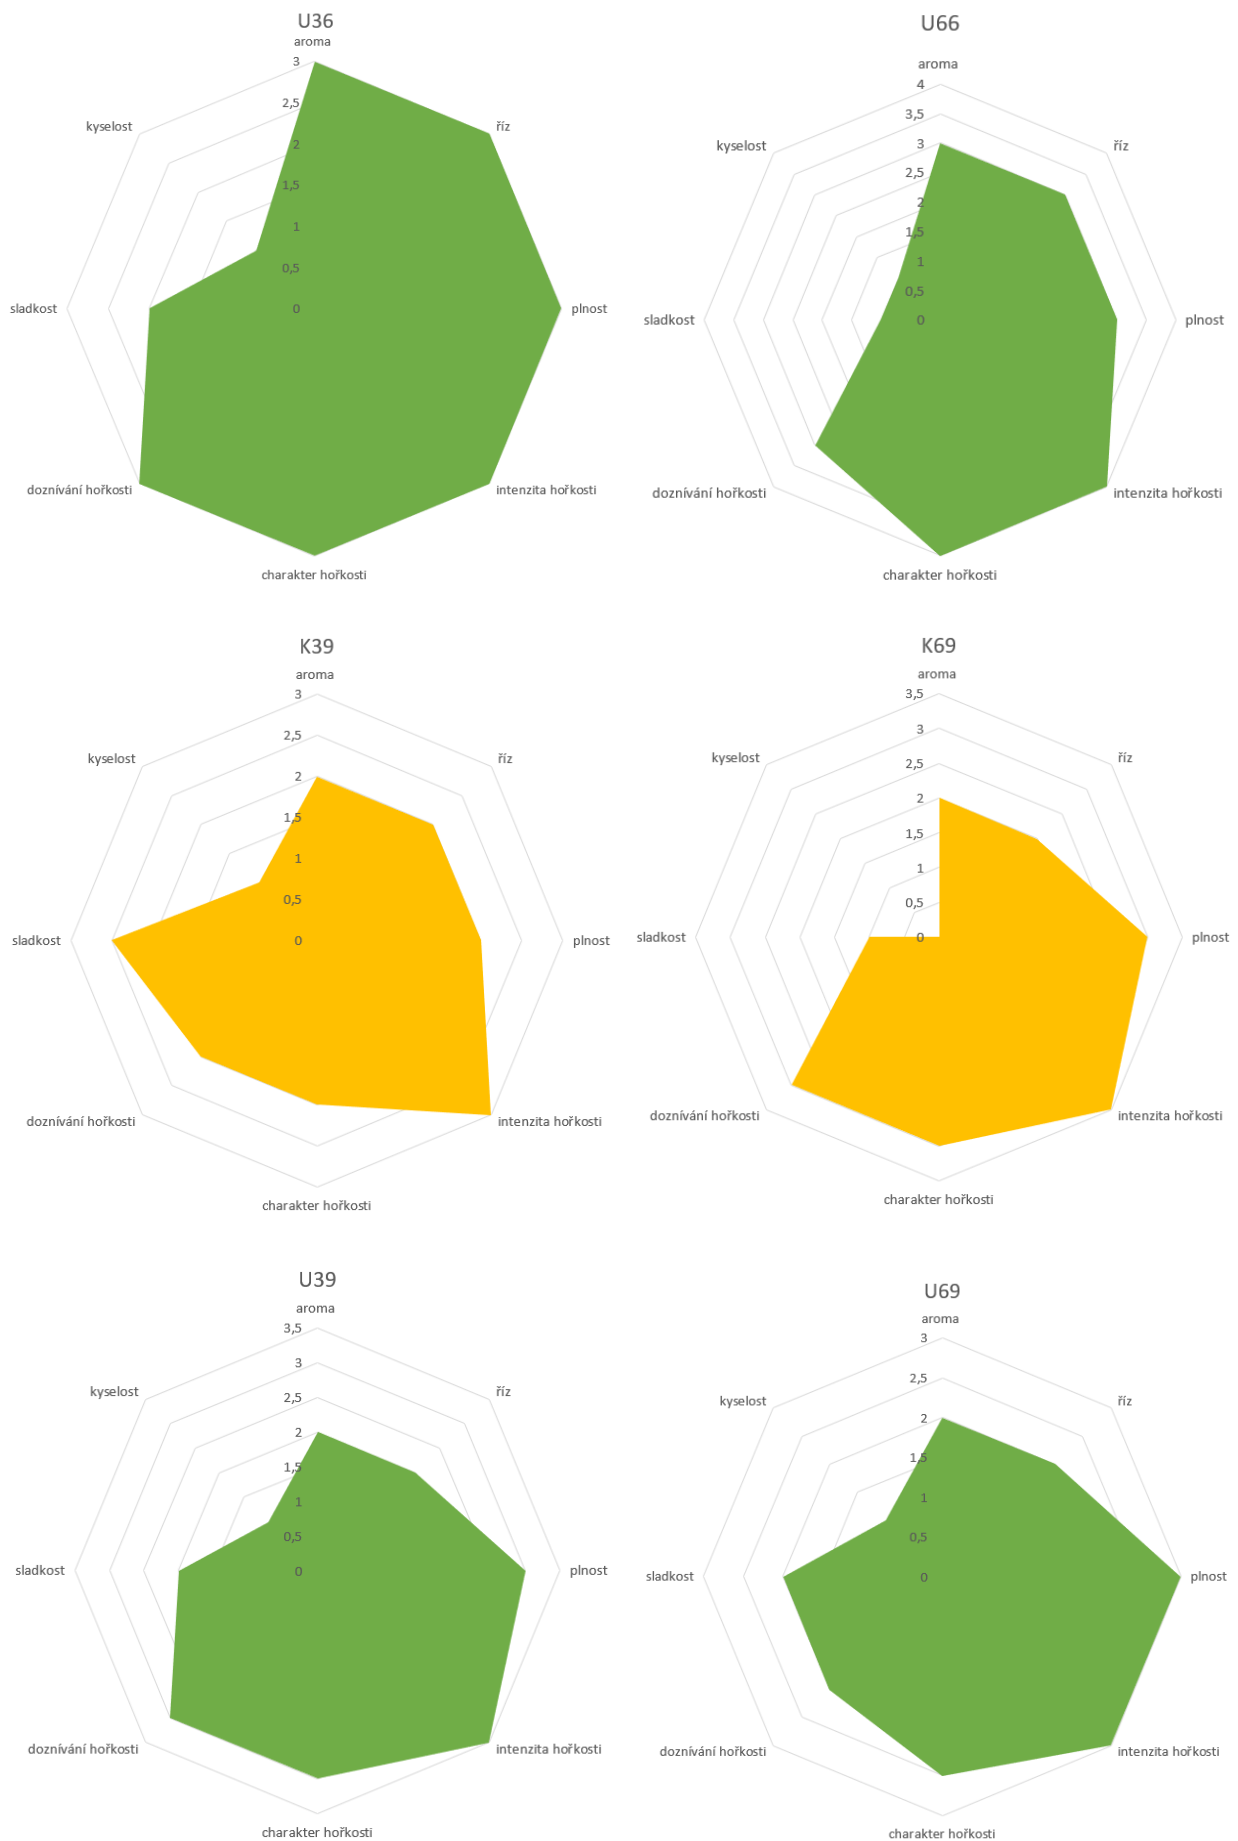 U36
aroma
3
2,5
2
1,5
1
0,5
0
říz
plnost
intenzita hořkosti
charakter hořkosti
doznívání hořkosti
sladkost
kyselost
U66
aroma
4
3,5
3
2,5
2
1,5
1
0,5
0
říz
plnost
intenzita hořkosti
charakter hořkosti
doznívání hořkosti
sladkost
kyselost
K39
aroma
3
2,5
2
1,5
1
0,5
0
říz
plnost
intenzita hořkosti
charakter hořkosti
doznívání hořkosti
sladkost
kyselost
K69
aroma
3,5
3
2,5
2
1,5
1
0,5
0
říz
plnost
intenzita hořkosti
charakter hořkosti
doznívání hořkosti
sladkost
kyselost
U39
aroma
3,5
3
2,5
2
1,5
1
0,5
0
říz
plnost
intenzita hořkosti
charakter hořkosti
doznívání hořkosti
sladkost
kyselost
U69
aroma
3
2,5
2
1,5
1
0,5
0
říz
plnost
intenzita hořkosti
charakter hořkosti
doznívání hořkosti
sladkost
kyselost